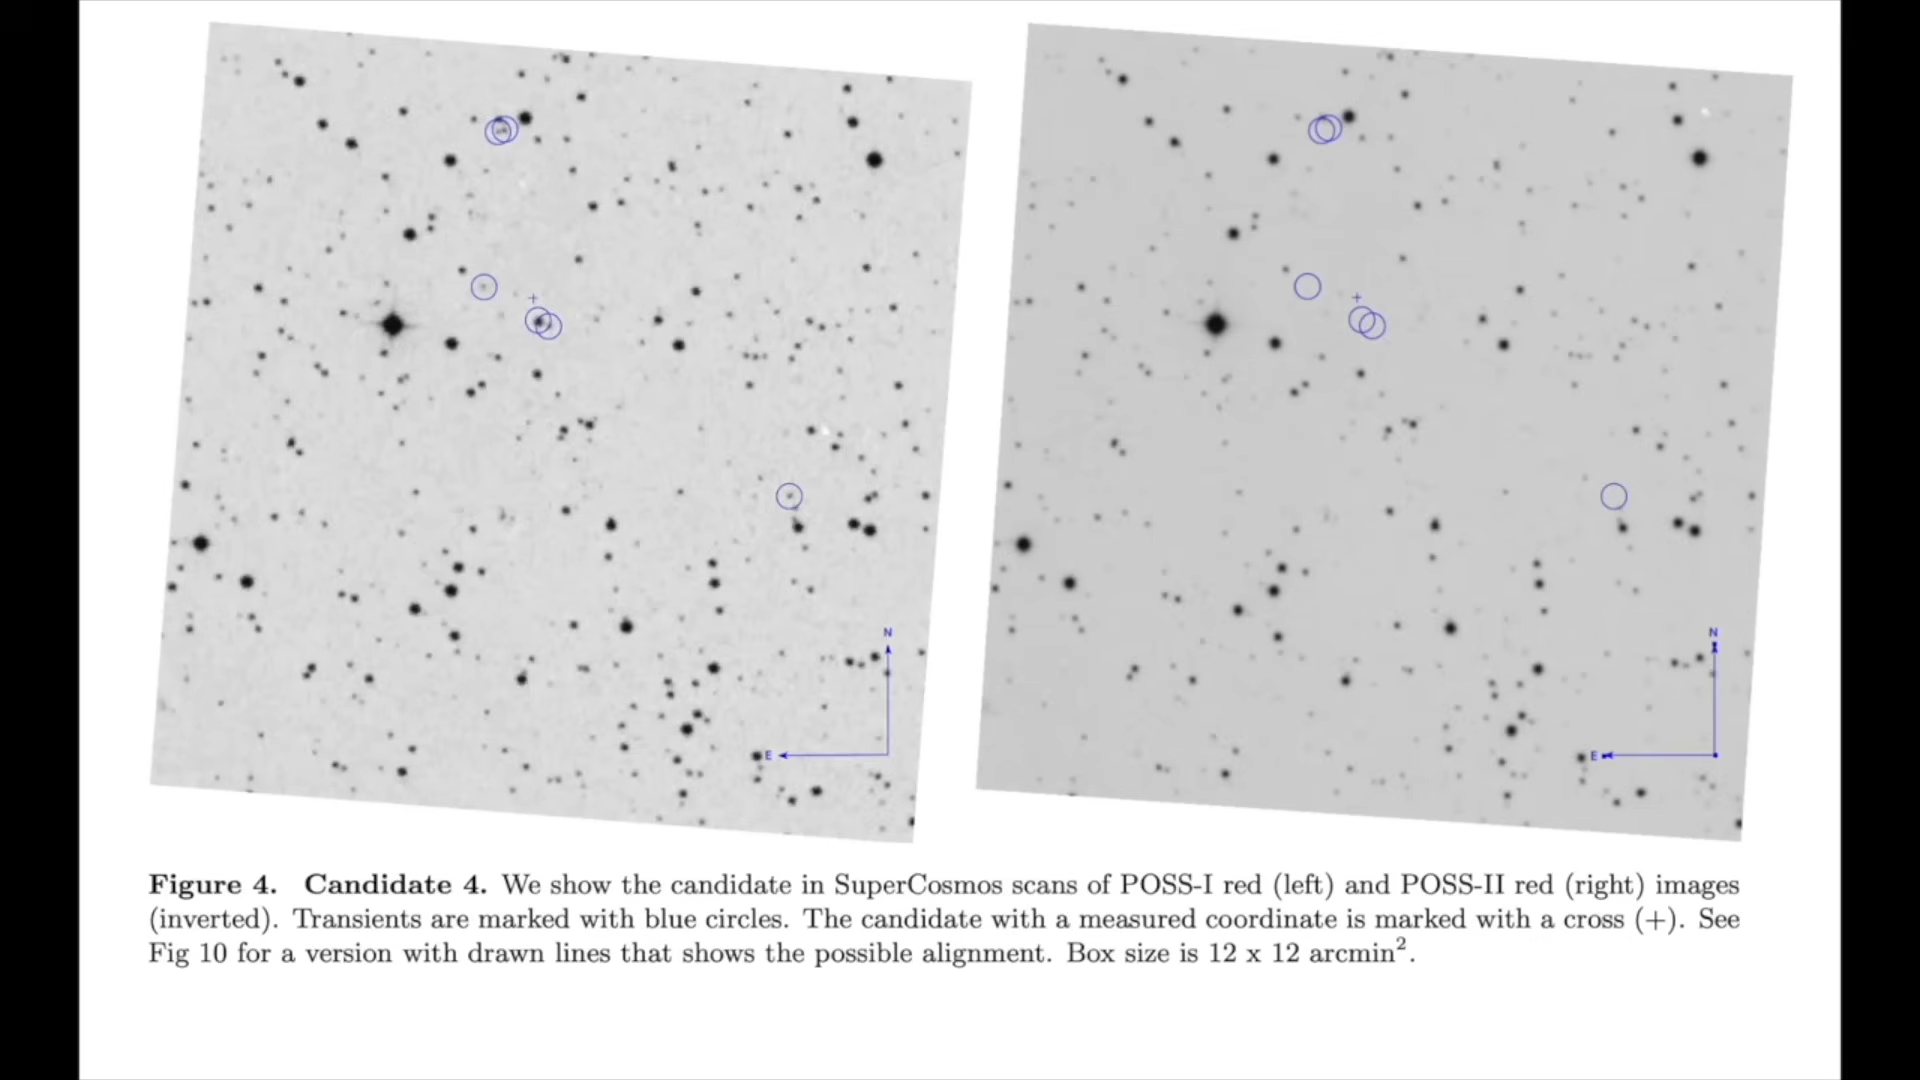 N
N
E
E
Figure 4. Candidate 4. We show the candidate in SuperCosmos scans of POSS-I red (left) and POSS-II red (right) images
(inverted). Transients are marked with blue circles. The candidate with a measured coordinate is marked with a cross (+). See
Fig 10 for a version with drawn lines that shows the possible alignment. Box size is 12 x 12 arcmin².